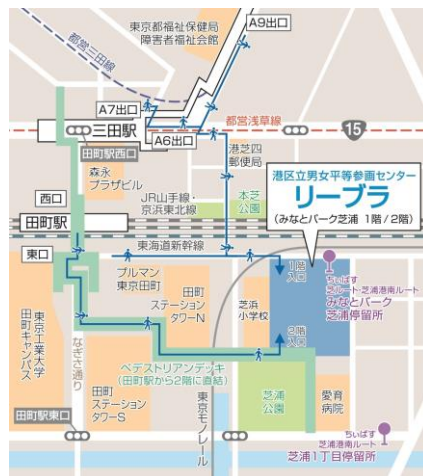 A9出口
東京都福祉保健局
障害者福祉会館
都営三田線
A7出口
都営浅草線
15
三田駅
A6出口
田町駅西口
港芝四
郵便局
森永
プラザビル
港区立男女平等参画センター
リーブラ
(みなとパーク芝浦 1階/2階)
西口
JR山手線・
京浜東北線
本芝
公園
田町駅
東海道新幹線
東口
プルマン
東京田町
1階
入口
ちぃばす
芝ルート・芝浦港南ルート
みなとパーク
芝浦停留所
田町
ステーション
タワーN
芝浜
小学校
東京工業大学
田町キャンパス
なぎさ通り
2階
入口
ペデストリアンデッキ
(田町駅から2階に直結)
田町
ステーション
タワーS
東京モノレール
芝浦
公園
愛育
病院
田町駅東口
ちぃばす
芝浦港南ルート
芝浦1丁目停留所